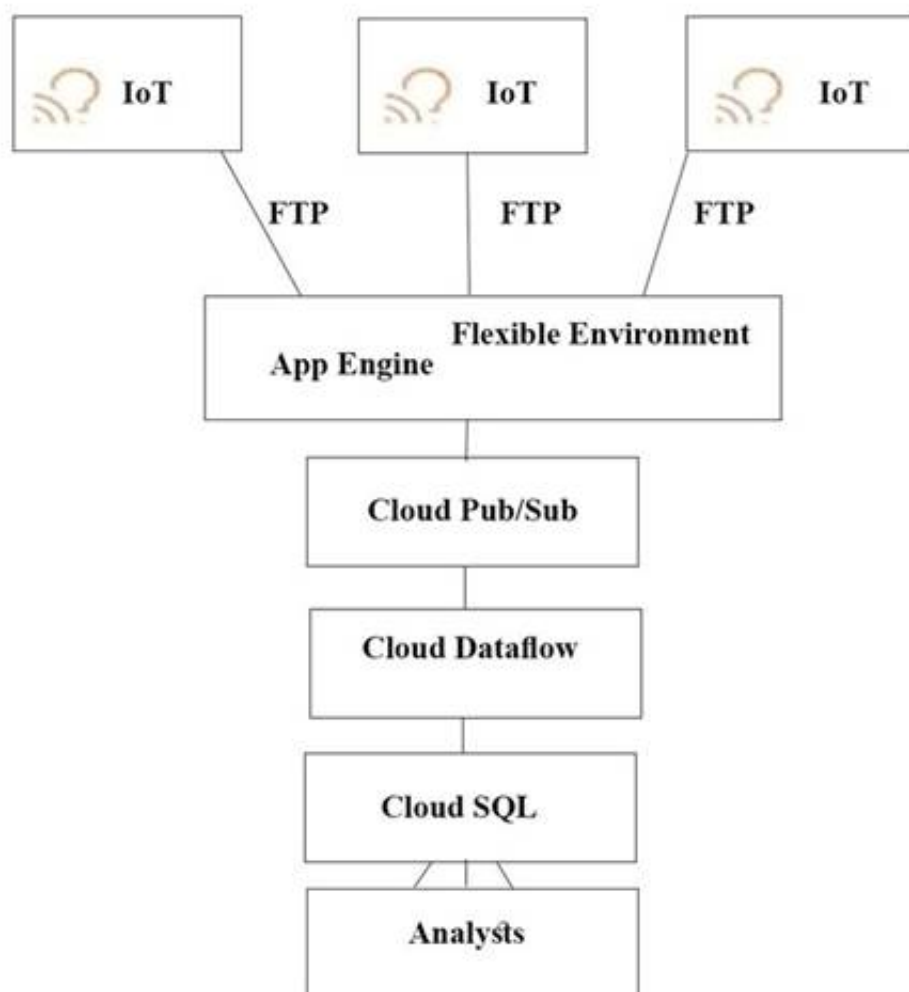 IoT
IoT
IoT
FTP
FTP
FTP
Flexible Environment
App Engine
Cloud Pub/Sub
Cloud Dataflow
Cloud SQL
Analysts